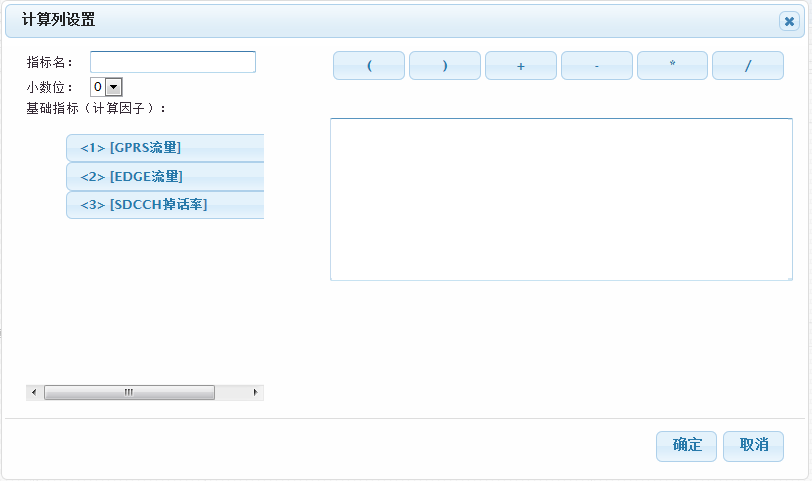 计算列设置
指标名：
小数位： 0
基础指标（计算因子）：
<1> [GPRS流量]
<2> [EDGE流量]
<3> [SDCCH掉话率]
( ) + - * /
确定 取消